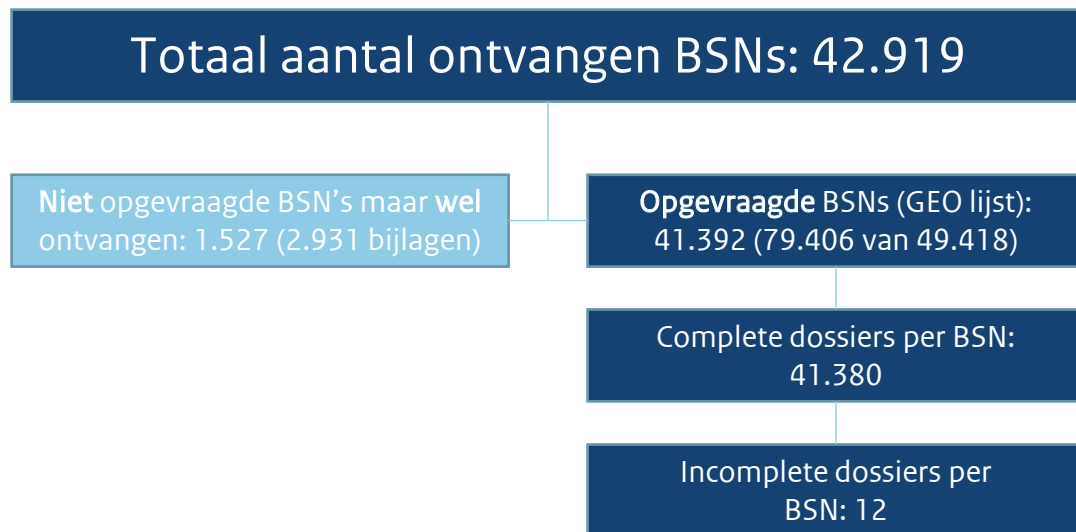 Totaal aantal ontvangen BSNs: 42.919
Niet opgevraagde BSN's maar wel
ontvangen: 1.527 (2.931 bijlagen)
Opgevraagde BSNs (GEO lijst):
41.392 (79.406 van 49.418)
Complete dossiers per BSN:
41.380
Incomplete dossiers per
BSN: 12